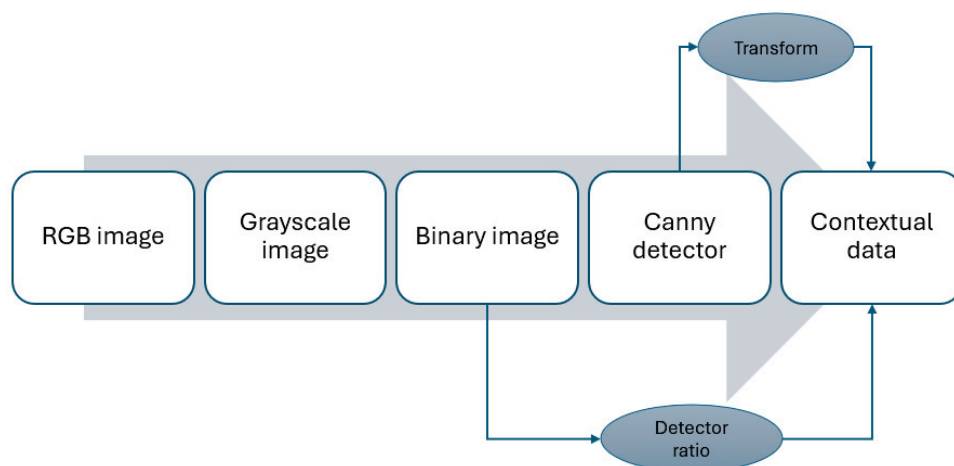 Transform
RGB image
Grayscale
image
Binary image
Canny
detector
Contextual
data
Detector
ratio